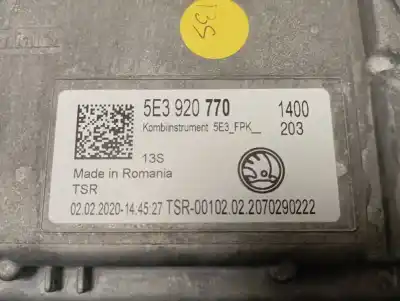 13S
5E3 920 770 1400
Kombiinstrument 5E3_FPK__ 203
13S
Made in Romania
TSR
02.02.2020-14:45:27 TSR-00102.02.2070290222